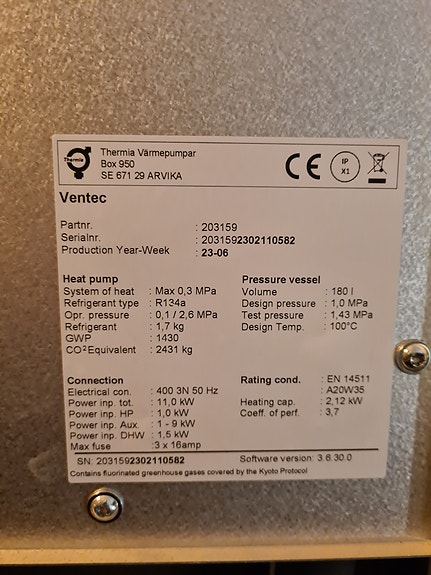 Thermia
Thermia Värmepumpar
Box 950
SE 671 29 ARVIKA
CE
IP
X1
Ventec
Partnr. : 203159
Serialnr. : 2031592302110582
Production Year-Week : 23-06
Heat pump
System of heat : Max 0,3 MPa
Refrigerant type : R134a
Opr. pressure : 0,1 / 2,6 MPa
Refrigerant : 1,7 kg
GWP : 1430
CO²Equivalent : 2431 kg
Pressure vessel
Volume : 180 l
Design pressure : 1,0 MPa
Test pressure : 1,43 MPa
Design Temp. : 100°C
Connection
Electrical con. : 400 3N 50 Hz
Power inp. tot. : 11,0 kW
Power inp. HP : 1,0 kW
Power inp. Aux. : 1 - 9 kW
Power inp. DHW : 1,5 kW
Max fuse : 3 x 16amp
Rating cond. : EN 14511
: A20W35
Heating cap. : 2,12 kW
Coeff. of perf. : 3,7
SN: 2031592302110582 Software version: 3.6.30.0
Contains fluorinated greenhouse gases covered by the Kyoto Protocol